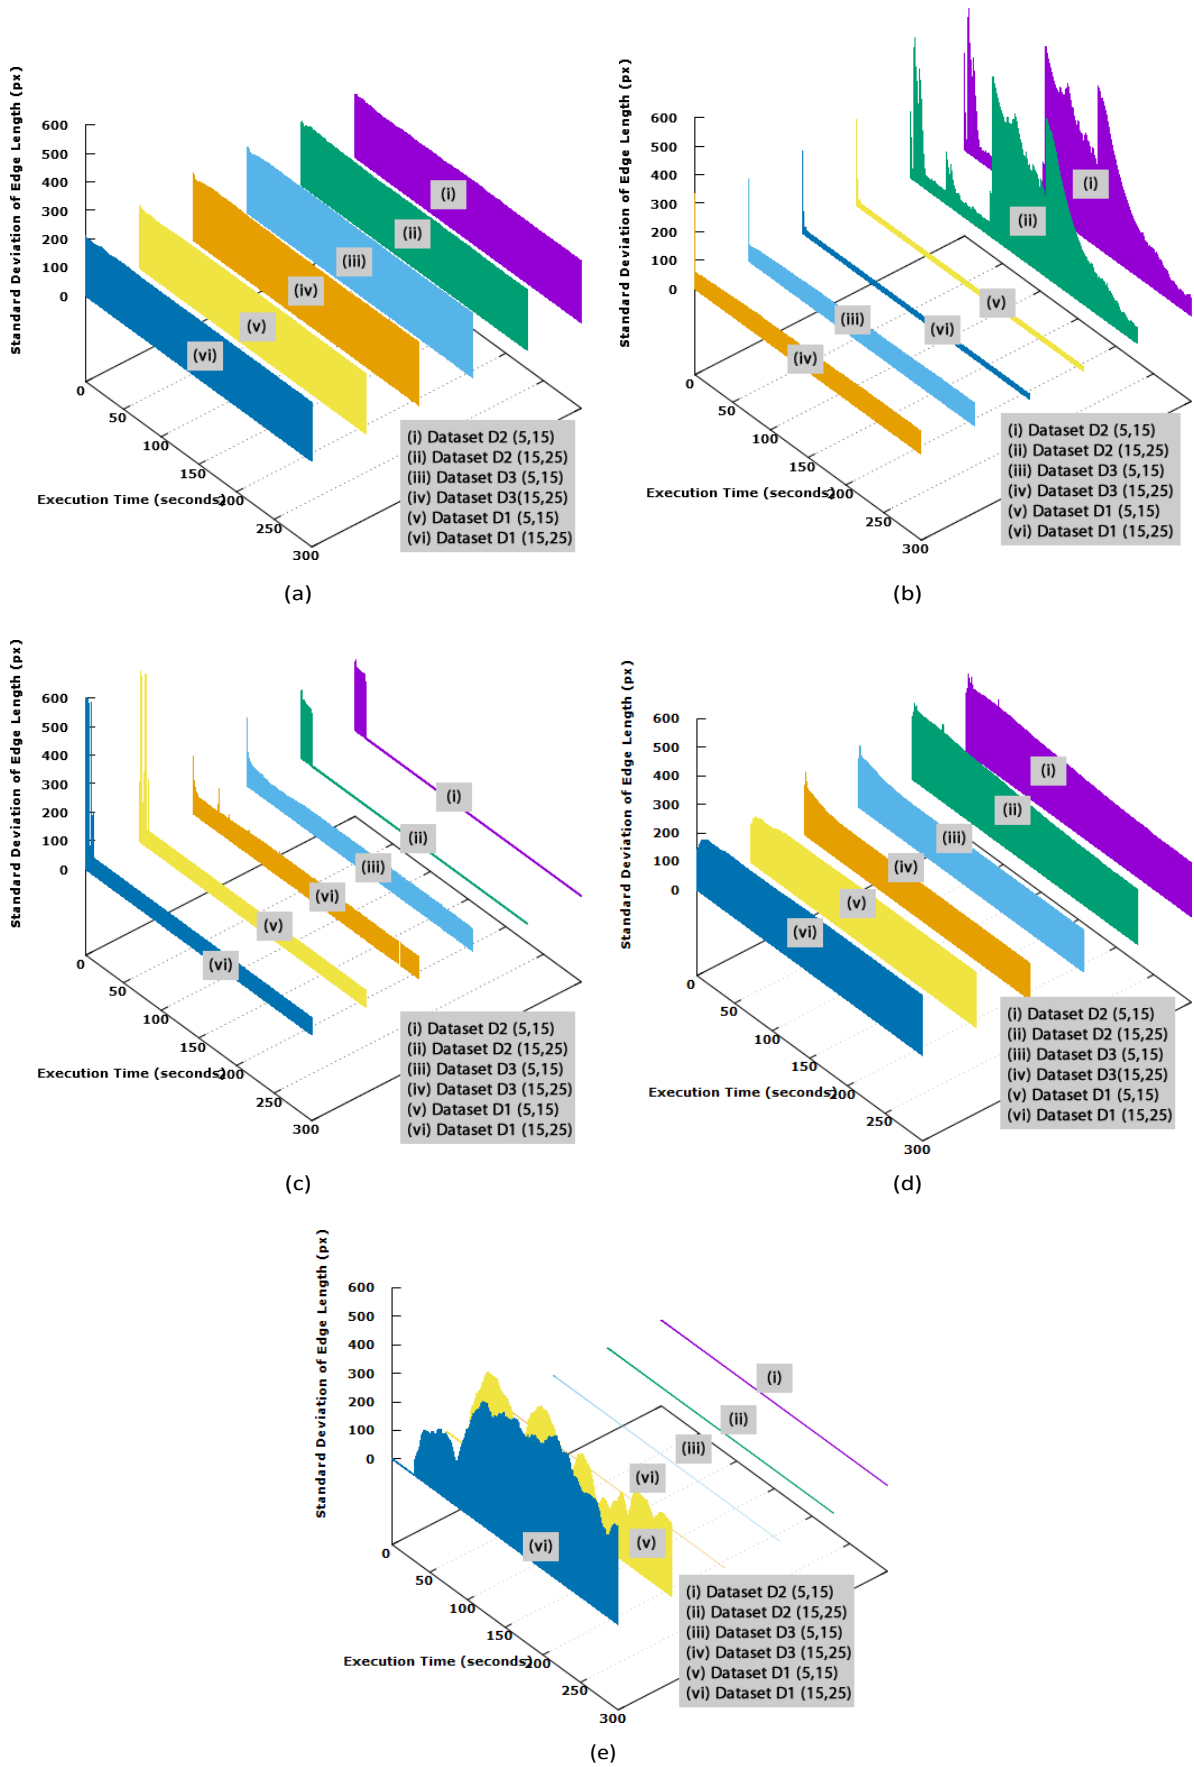 Standard Deviation of Edge Length (px)
600
500
400
300
200
100
0
0
50
100
150
200
250
300
Execution Time (seconds)
(i)
(ii)
(iii)
(iv)
(v)
(vi)
(i) Dataset D2 (5,15)
(ii) Dataset D2 (15,25)
(iii) Dataset D3 (5,15)
(iv) Dataset D3(15,25)
(v) Dataset D1 (5,15)
(vi) Dataset D1 (15,25)
(a)
Standard Deviation of Edge Length (px)
600
500
400
300
200
100
0
0
50
100
150
200
250
300
Execution Time (seconds)
(i)
(ii)
(iii)
(iv)
(v)
(vi)
(i) Dataset D2 (5,15)
(ii) Dataset D2 (15,25)
(iii) Dataset D3 (5,15)
(iv) Dataset D3 (15,25)
(v) Dataset D1 (5,15)
(vi) Dataset D1 (15,25)
(b)
Standard Deviation of Edge Length (px)
600
500
400
300
200
100
0
0
50
100
150
200
250
300
Execution Time (seconds)
(i)
(ii)
(iii)
(vi)
(v)
(vi)
(i) Dataset D2 (5,15)
(ii) Dataset D2 (15,25)
(iii) Dataset D3 (5,15)
(iv) Dataset D3 (15,25)
(v) Dataset D1 (5,15)
(vi) Dataset D1 (15,25)
(c)
Standard Deviation of Edge Length (px)
600
500
400
300
200
100
0
0
50
100
150
200
250
300
Execution Time (seconds)
(i)
(ii)
(iii)
(iv)
(v)
(vi)
(i) Dataset D2 (5,15)
(ii) Dataset D2 (15,25)
(iii) Dataset D3 (5,15)
(iv) Dataset D3(15,25)
(v) Dataset D1 (5,15)
(vi) Dataset D1 (15,25)
(d)
Standard Deviation of Edge Length (px)
600
500
400
300
200
100
0
0
50
100
150
200
250
300
Execution Time (seconds)
(i)
(ii)
(iii)
(vi)
(v)
(vi)
(i) Dataset D2 (5,15)
(ii) Dataset D2 (15,25)
(iii) Dataset D3 (5,15)
(iv) Dataset D3 (15,25)
(v) Dataset D1 (5,15)
(vi) Dataset D1 (15,25)
(e)